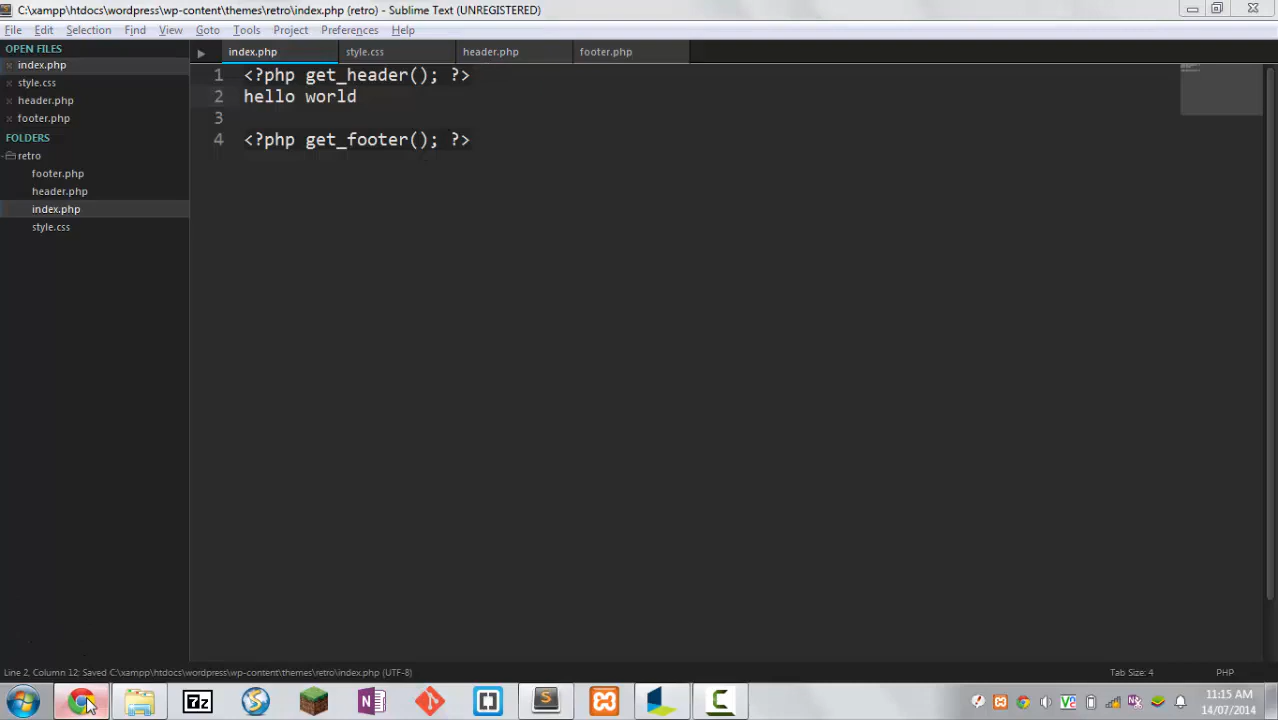 C:\xampp\htdocs\wordpress\wp-content\themes\retro\index.php (retro) - Sublime Text (UNREGISTERED)
File Edit Selection Find View Goto Tools Project Preferences Help
OPEN FILES
index.php
style.css
header.php
footer.php
FOLDERS
retro
footer.php
header.php
index.php
style.css
index.php style.css header.php footer.php
1 <?php get_header(); ?>
2 hello world
3
4 <?php get_footer(); ?>
Line 2, Column 12; Saved C:\xampp\htdocs\wordpress\wp-content\themes\retro\index.php (UTF-8)
Tab Size: 4 PHP
7z
S
C
V2
N
11:15 AM
14/07/2014